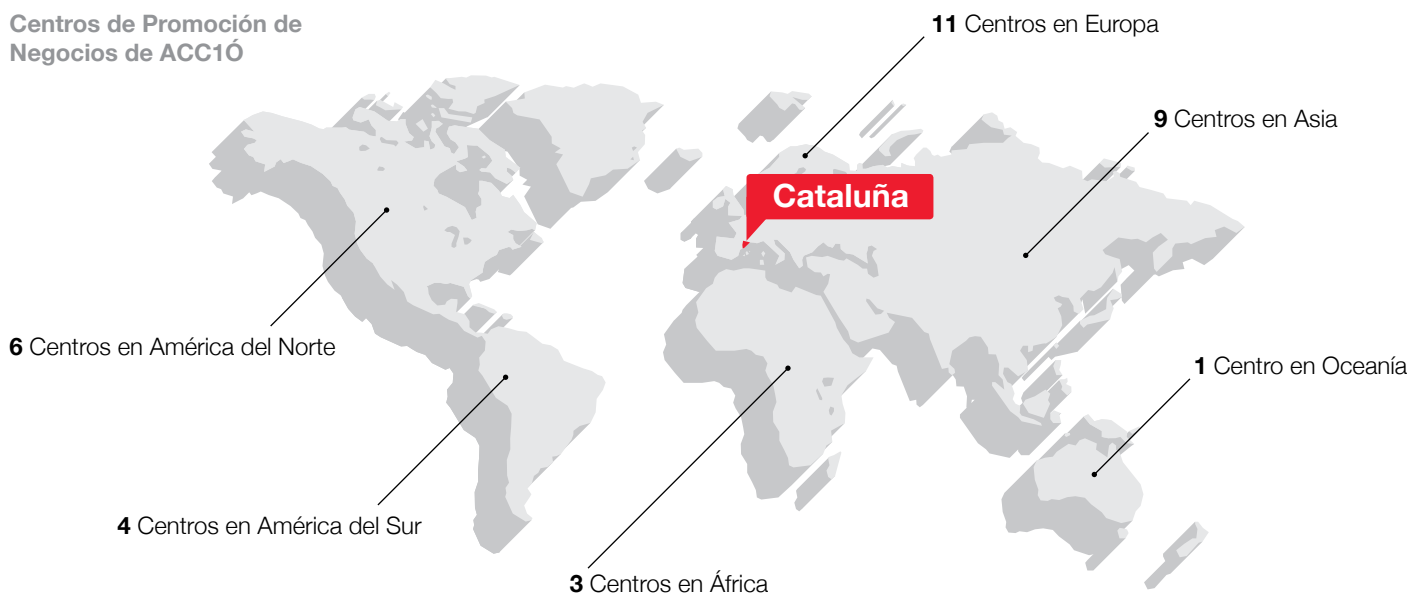 Centros de Promoción de
Negocios de ACC1Ó
11 Centros en Europa
9 Centros en Asia
Cataluña
6 Centros en América del Norte
1 Centro en Oceanía
4 Centros en América del Sur
3 Centros en África